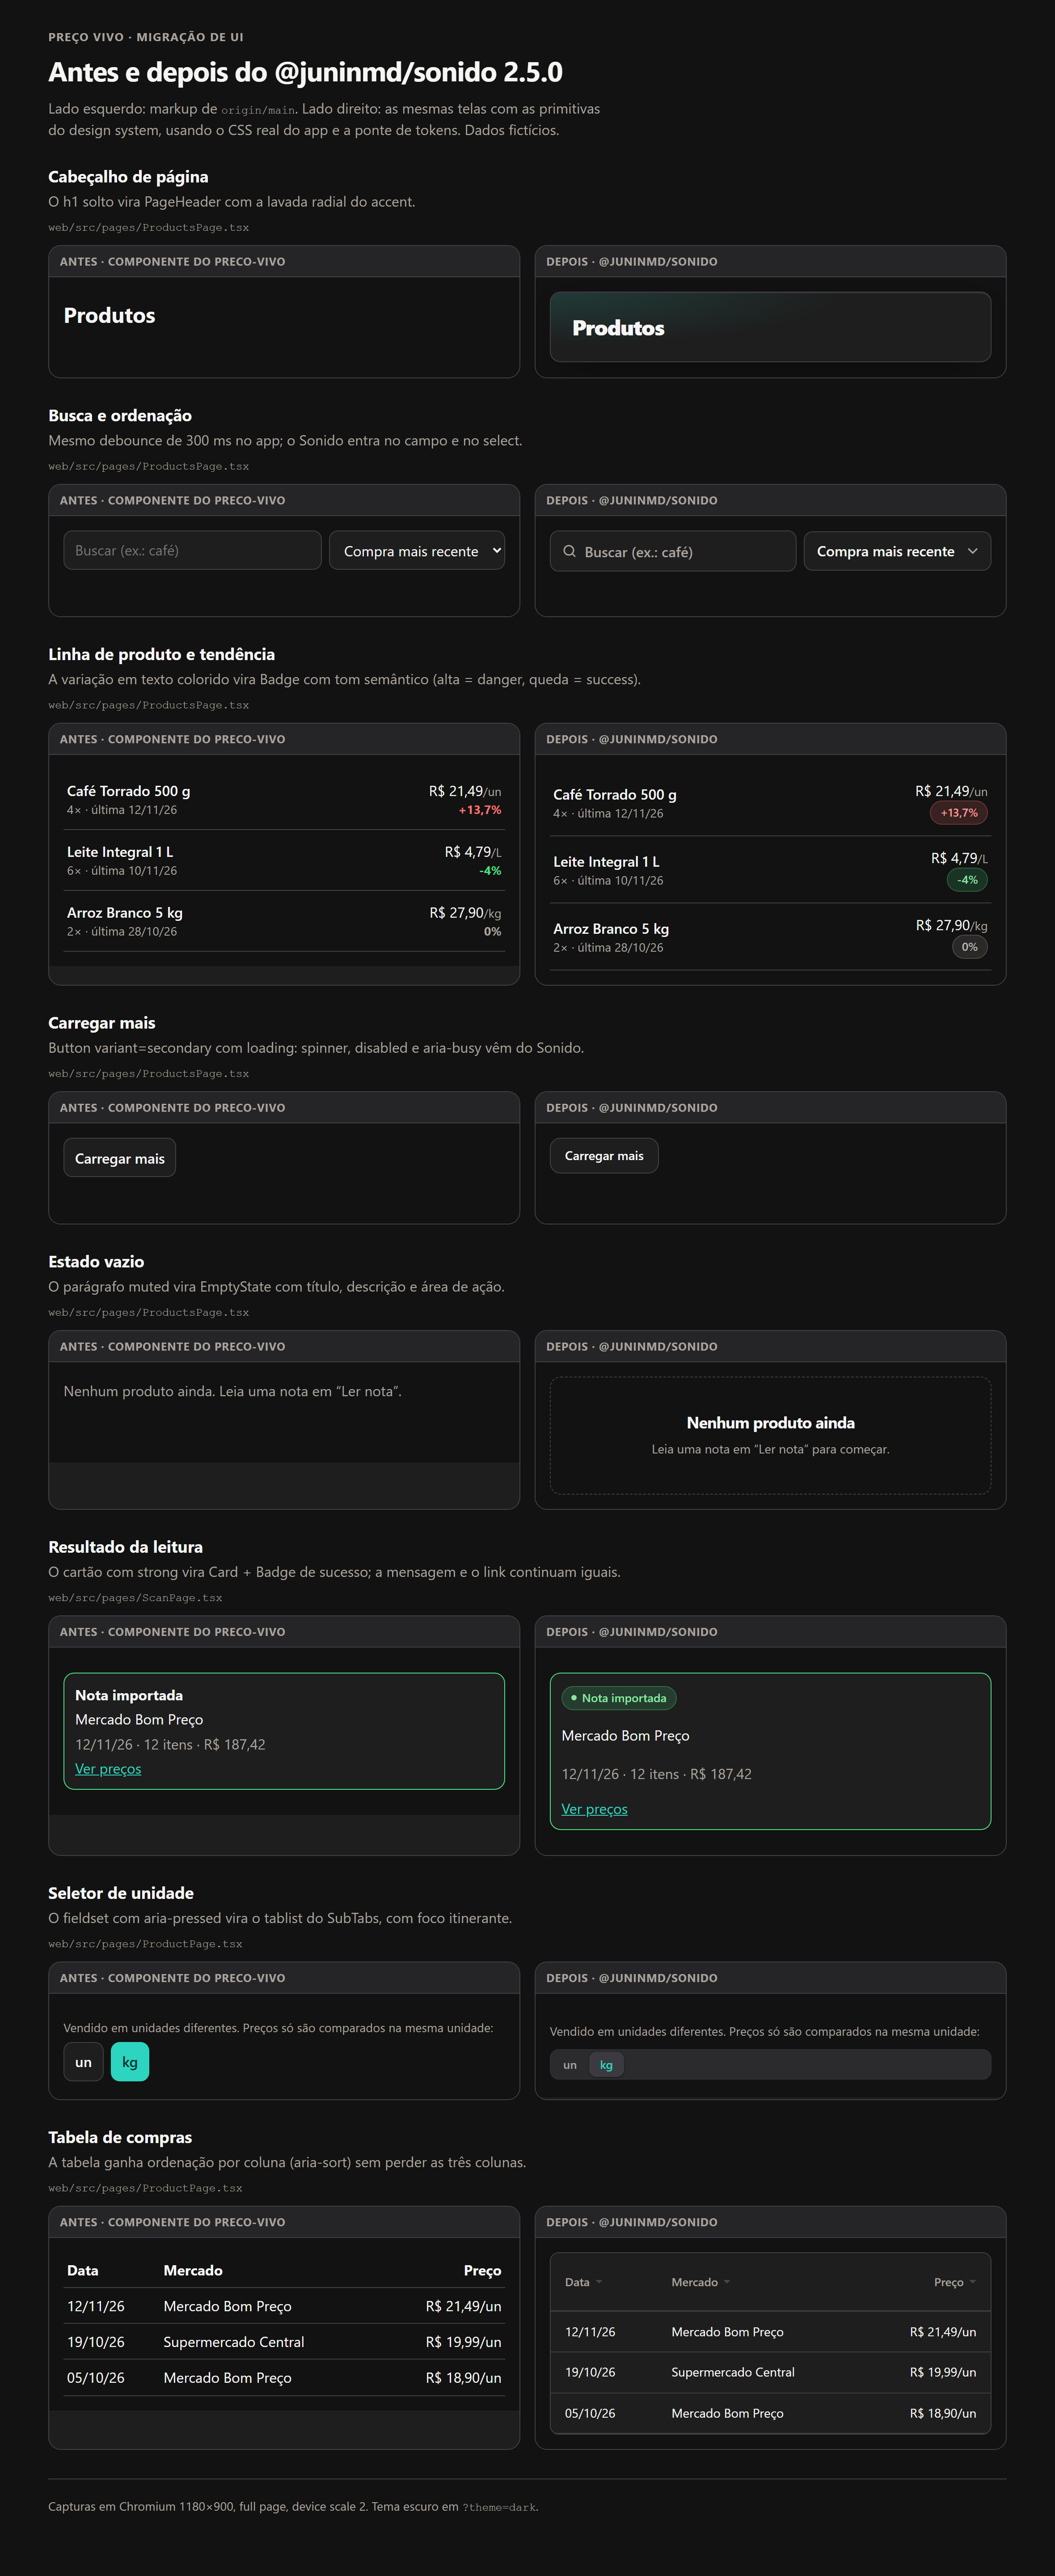 PREÇO VIVO · MIGRAÇÃO DE UI
Antes e depois do @juninmd/sonido 2.5.0
Lado esquerdo: markup de origin/main. Lado direito: as mesmas telas com as primitivas
do design system, usando o CSS real do app e a ponte de tokens. Dados fictícios.
Cabeçalho de página
O h1 solto vira PageHeader com a lavada radial do accent.
web/src/pages/ProductsPage.tsx
ANTES · COMPONENTE DO PRECO-VIVO
Produtos
DEPOIS · @JUNINMD/SONIDO
Produtos
Busca e ordenação
Mesmo debounce de 300 ms no app; o Sonido entra no campo e no select.
web/src/pages/ProductsPage.tsx
ANTES · COMPONENTE DO PRECO-VIVO
Buscar (ex.: café)
Compra mais recente
DEPOIS · @JUNINMD/SONIDO
Buscar (ex.: café)
Compra mais recente
Linha de produto e tendência
A variação em texto colorido vira Badge com tom semântico (alta = danger, queda = success).
web/src/pages/ProductsPage.tsx
ANTES · COMPONENTE DO PRECO-VIVO
Café Torrado 500 g
R$ 21,49/un
4× · última 12/11/26
+13,7%
Leite Integral 1 L
R$ 4,79/L
6× · última 10/11/26
-4%
Arroz Branco 5 kg
R$ 27,90/kg
2× · última 28/10/26
0%
DEPOIS · @JUNINMD/SONIDO
Café Torrado 500 g
R$ 21,49/un
4× · última 12/11/26
+13,7%
Leite Integral 1 L
R$ 4,79/L
6× · última 10/11/26
-4%
Arroz Branco 5 kg
R$ 27,90/kg
2× · última 28/10/26
0%
Carregar mais
Button variant=secondary com loading: spinner, disabled e aria-busy vêm do Sonido.
web/src/pages/ProductsPage.tsx
ANTES · COMPONENTE DO PRECO-VIVO
Carregar mais
DEPOIS · @JUNINMD/SONIDO
Carregar mais
Estado vazio
O parágrafo muted vira EmptyState com título, descrição e área de ação.
web/src/pages/ProductsPage.tsx
ANTES · COMPONENTE DO PRECO-VIVO
Nenhum produto ainda. Leia uma nota em “Ler nota”.
DEPOIS · @JUNINMD/SONIDO
Nenhum produto ainda
Leia uma nota em “Ler nota” para começar.
Resultado da leitura
O cartão com strong vira Card + Badge de sucesso; a mensagem e o link continuam iguais.
web/src/pages/ScanPage.tsx
ANTES · COMPONENTE DO PRECO-VIVO
Nota importada
Mercado Bom Preço
12/11/26 · 12 itens · R$ 187,42
Ver preços
DEPOIS · @JUNINMD/SONIDO
Nota importada
Mercado Bom Preço
12/11/26 · 12 itens · R$ 187,42
Ver preços
Seletor de unidade
O fieldset com aria-pressed vira o tablist do SubTabs, com foco itinerante.
web/src/pages/ProductPage.tsx
ANTES · COMPONENTE DO PRECO-VIVO
Vendido em unidades diferentes. Preços só são comparados na mesma unidade:
un
kg
DEPOIS · @JUNINMD/SONIDO
Vendido em unidades diferentes. Preços só são comparados na mesma unidade:
un
kg
Tabela de compras
A tabela ganha ordenação por coluna (aria-sort) sem perder as três colunas.
web/src/pages/ProductPage.tsx
ANTES · COMPONENTE DO PRECO-VIVO
Data Mercado Preço
12/11/26 Mercado Bom Preço R$ 21,49/un
19/10/26 Supermercado Central R$ 19,99/un
05/10/26 Mercado Bom Preço R$ 18,90/un
DEPOIS · @JUNINMD/SONIDO
Data Mercado Preço
12/11/26 Mercado Bom Preço R$ 21,49/un
19/10/26 Supermercado Central R$ 19,99/un
05/10/26 Mercado Bom Preço R$ 18,90/un
Capturas em Chromium 1180×900, full page, device scale 2. Tema escuro em ?theme=dark.